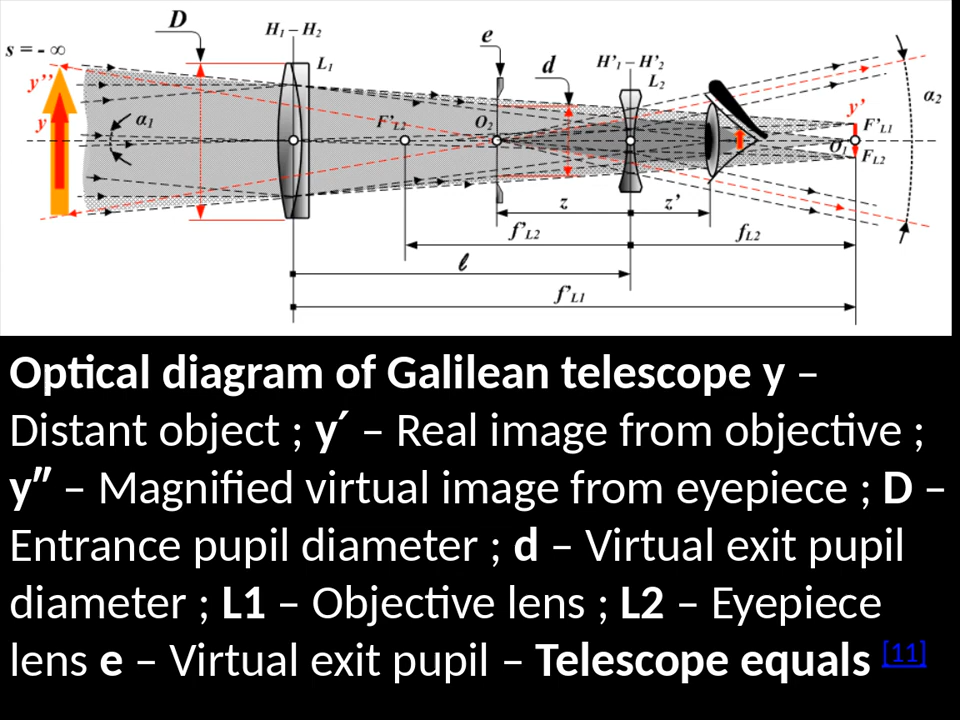 D
H₁ – H₂
s = - ∞
L₁
e
d
H'₁ – H'₂
L₂
y''
y
α₁
F'L2
O₂
y'
F'L1
O₁
FL2
α₂
z
z'
f'L2
fL2
ℓ
f'L1
Optical diagram of Galilean telescope y –
Distant object ; y´ – Real image from objective ;
y″ – Magnified virtual image from eyepiece ; D –
Entrance pupil diameter ; d – Virtual exit pupil
diameter ; L1 – Objective lens ; L2 – Eyepiece
lens e – Virtual exit pupil – Telescope equals [11]